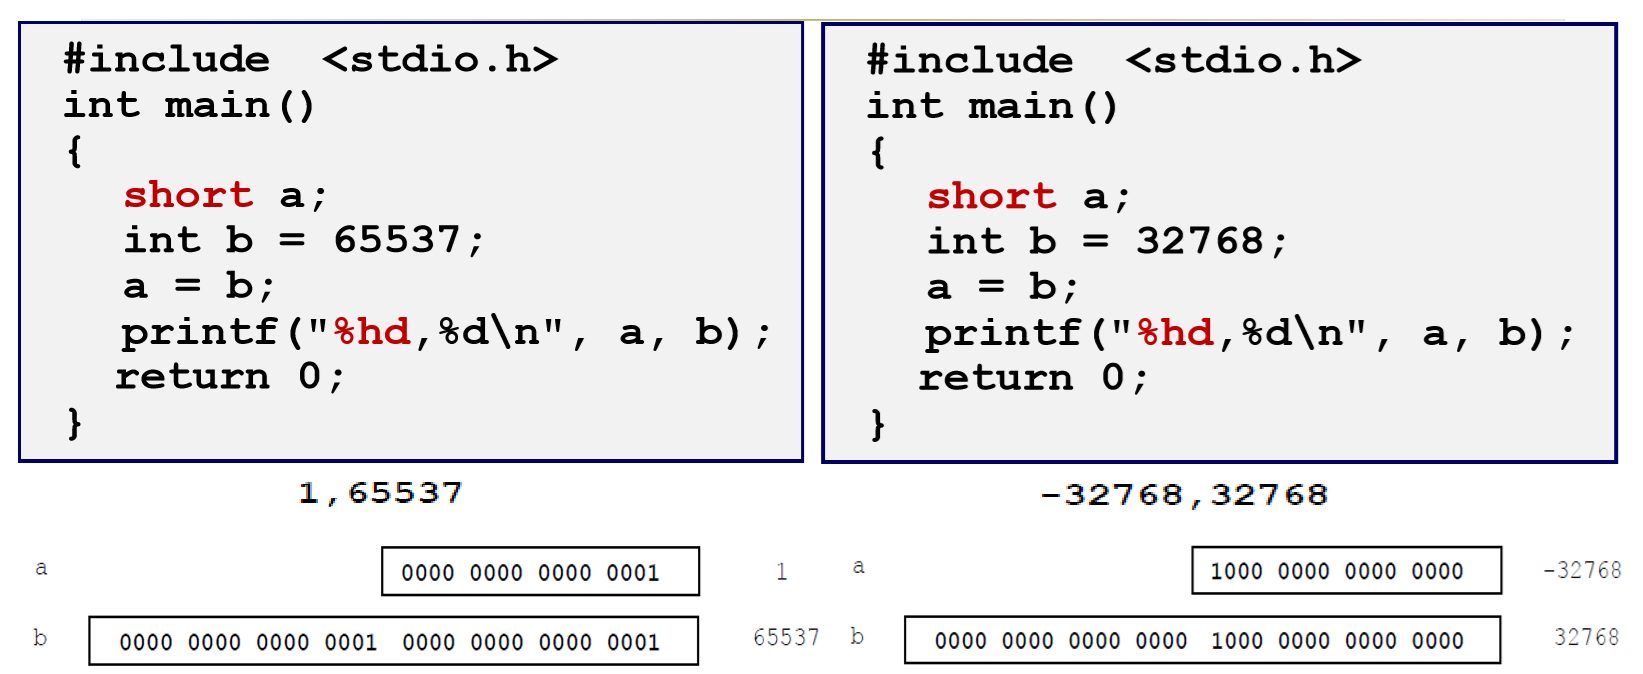 #include  <stdio.h>
int main()
{
short a;
int b = 65537;
a = b;
printf("%hd,%d\n", a, b);
return 0;
}
1,65537
a 0000 0000 0000 0001 1
b 0000 0000 0000 0001 0000 0000 0000 0001 65537
#include  <stdio.h>
int main()
{
short a;
int b = 32768;
a = b;
printf("%hd,%d\n", a, b);
return 0;
}
-32768,32768
a 1000 0000 0000 0000 -32768
b 0000 0000 0000 0000 1000 0000 0000 0000 32768